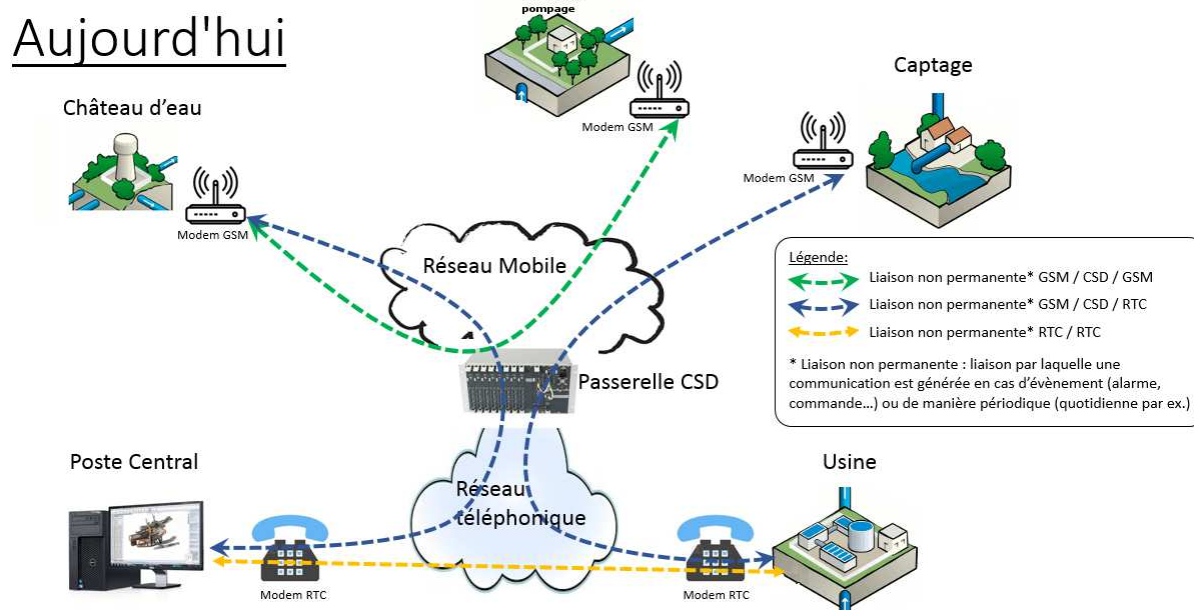 Aujourd'hui
pompage
Captage
Château d'eau
Modem GSM
Modem GSM
Modem GSM
Réseau Mobile
Légende:
Liaison non permanente* GSM / CSD / GSM
Liaison non permanente* GSM / CSD / RTC
Liaison non permanente* RTC / RTC
* Liaison non permanente : liaison par laquelle une
communication est générée en cas d'évènement (alarme,
commande...) ou de manière périodique (quotidienne par ex.)
Passerelle CSD
Poste Central
Usine
Réseau
téléphonique
Modem RTC
Modem RTC